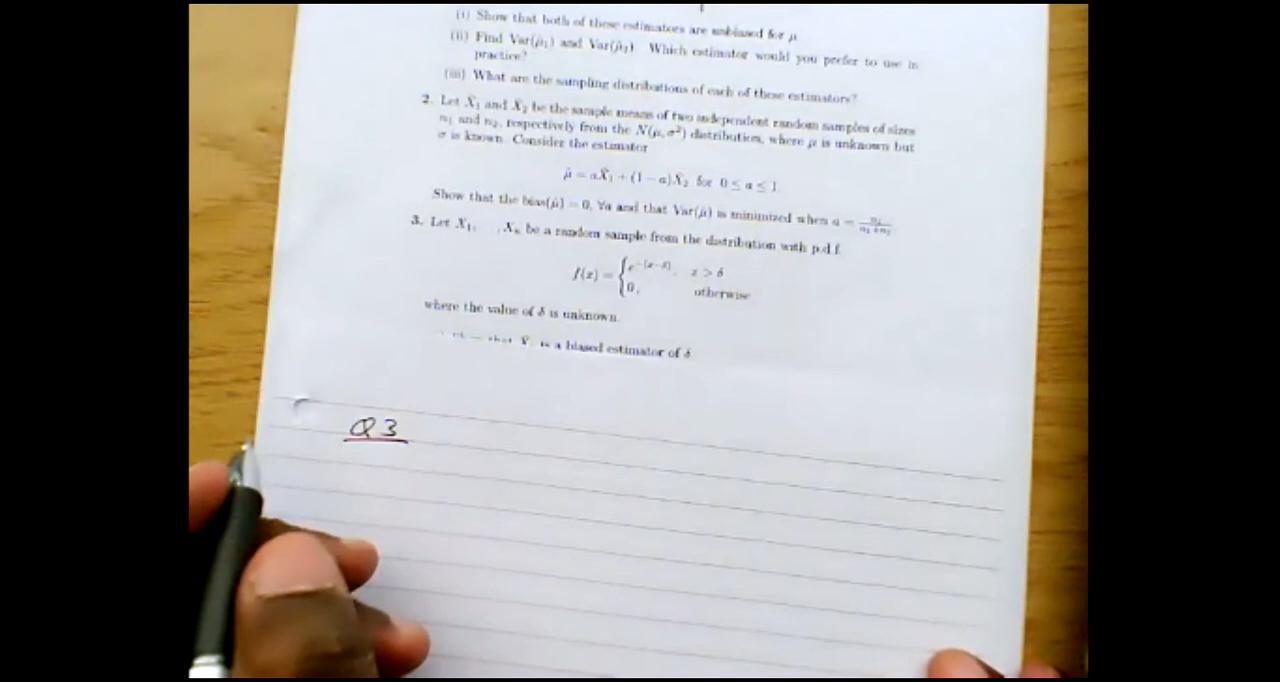 (i) Show that both of these estimators are unbiased for μ
(ii) Find Var(μ̂₁) and Var(μ̂₂). Which estimator would you prefer to use in
practice?
(iii) What are the sampling distributions of each of these estimators?
2. Let X̄₁ and X̄₂ be the sample means of two independent random samples of sizes
n₁ and n₂, respectively from the N(μ, σ²) distribution, where μ is unknown but
σ is known. Consider the estimator
μ̂ = aX̄₁ + (1 − a)X̄₂ for 0 ≤ a ≤ 1.
Show that the bias(μ̂) = 0, ∀a and that Var(μ̂) is minimized when a = n₁/(n₁+n₂)
3. Let X₁, , Xₙ be a random sample from the distribution with p.d.f.
f(x) = { e^−(x−δ), x > δ
0, otherwise
where the value of δ is unknown.
that X̄ is a biased estimator of δ
Q3